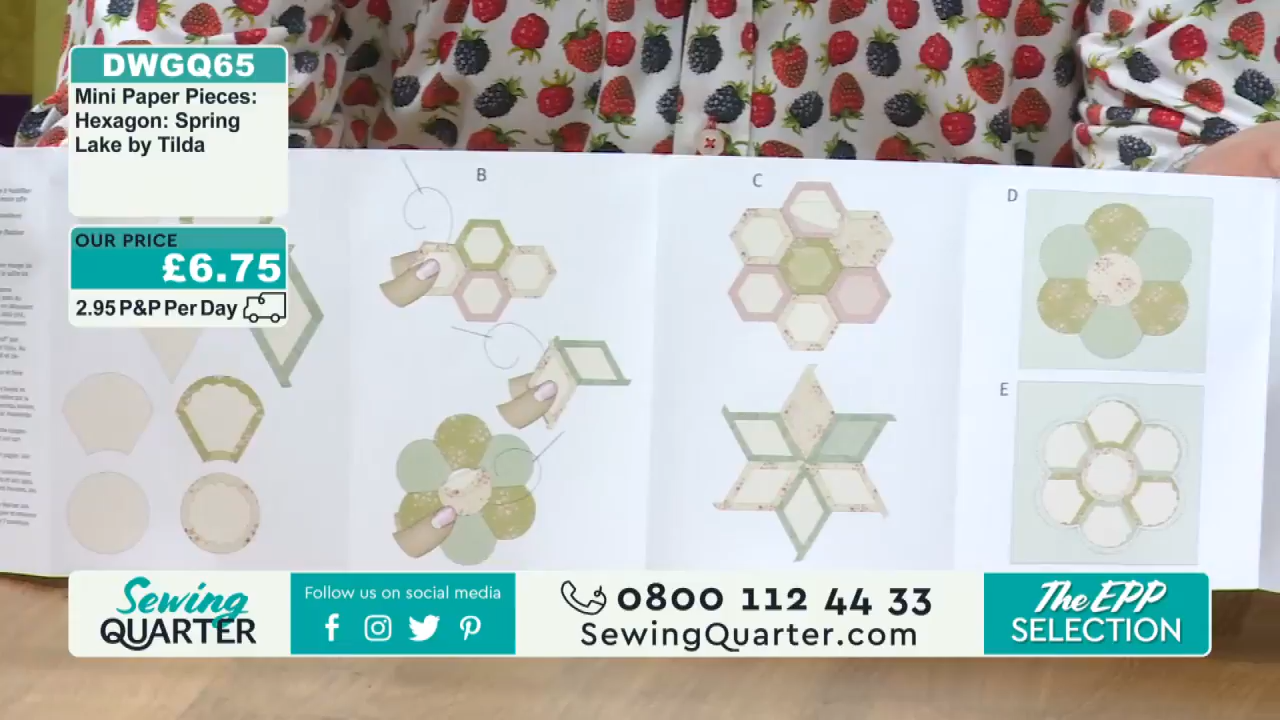 DWGQ65
Mini Paper Pieces:
Hexagon: Spring
Lake by Tilda
OUR PRICE
£6.75
2.95 P&P Per Day
B
C
D
E
Sewing
QUARTER
Follow us on social media
0800 112 44 33
SewingQuarter.com
The EPP
SELECTION